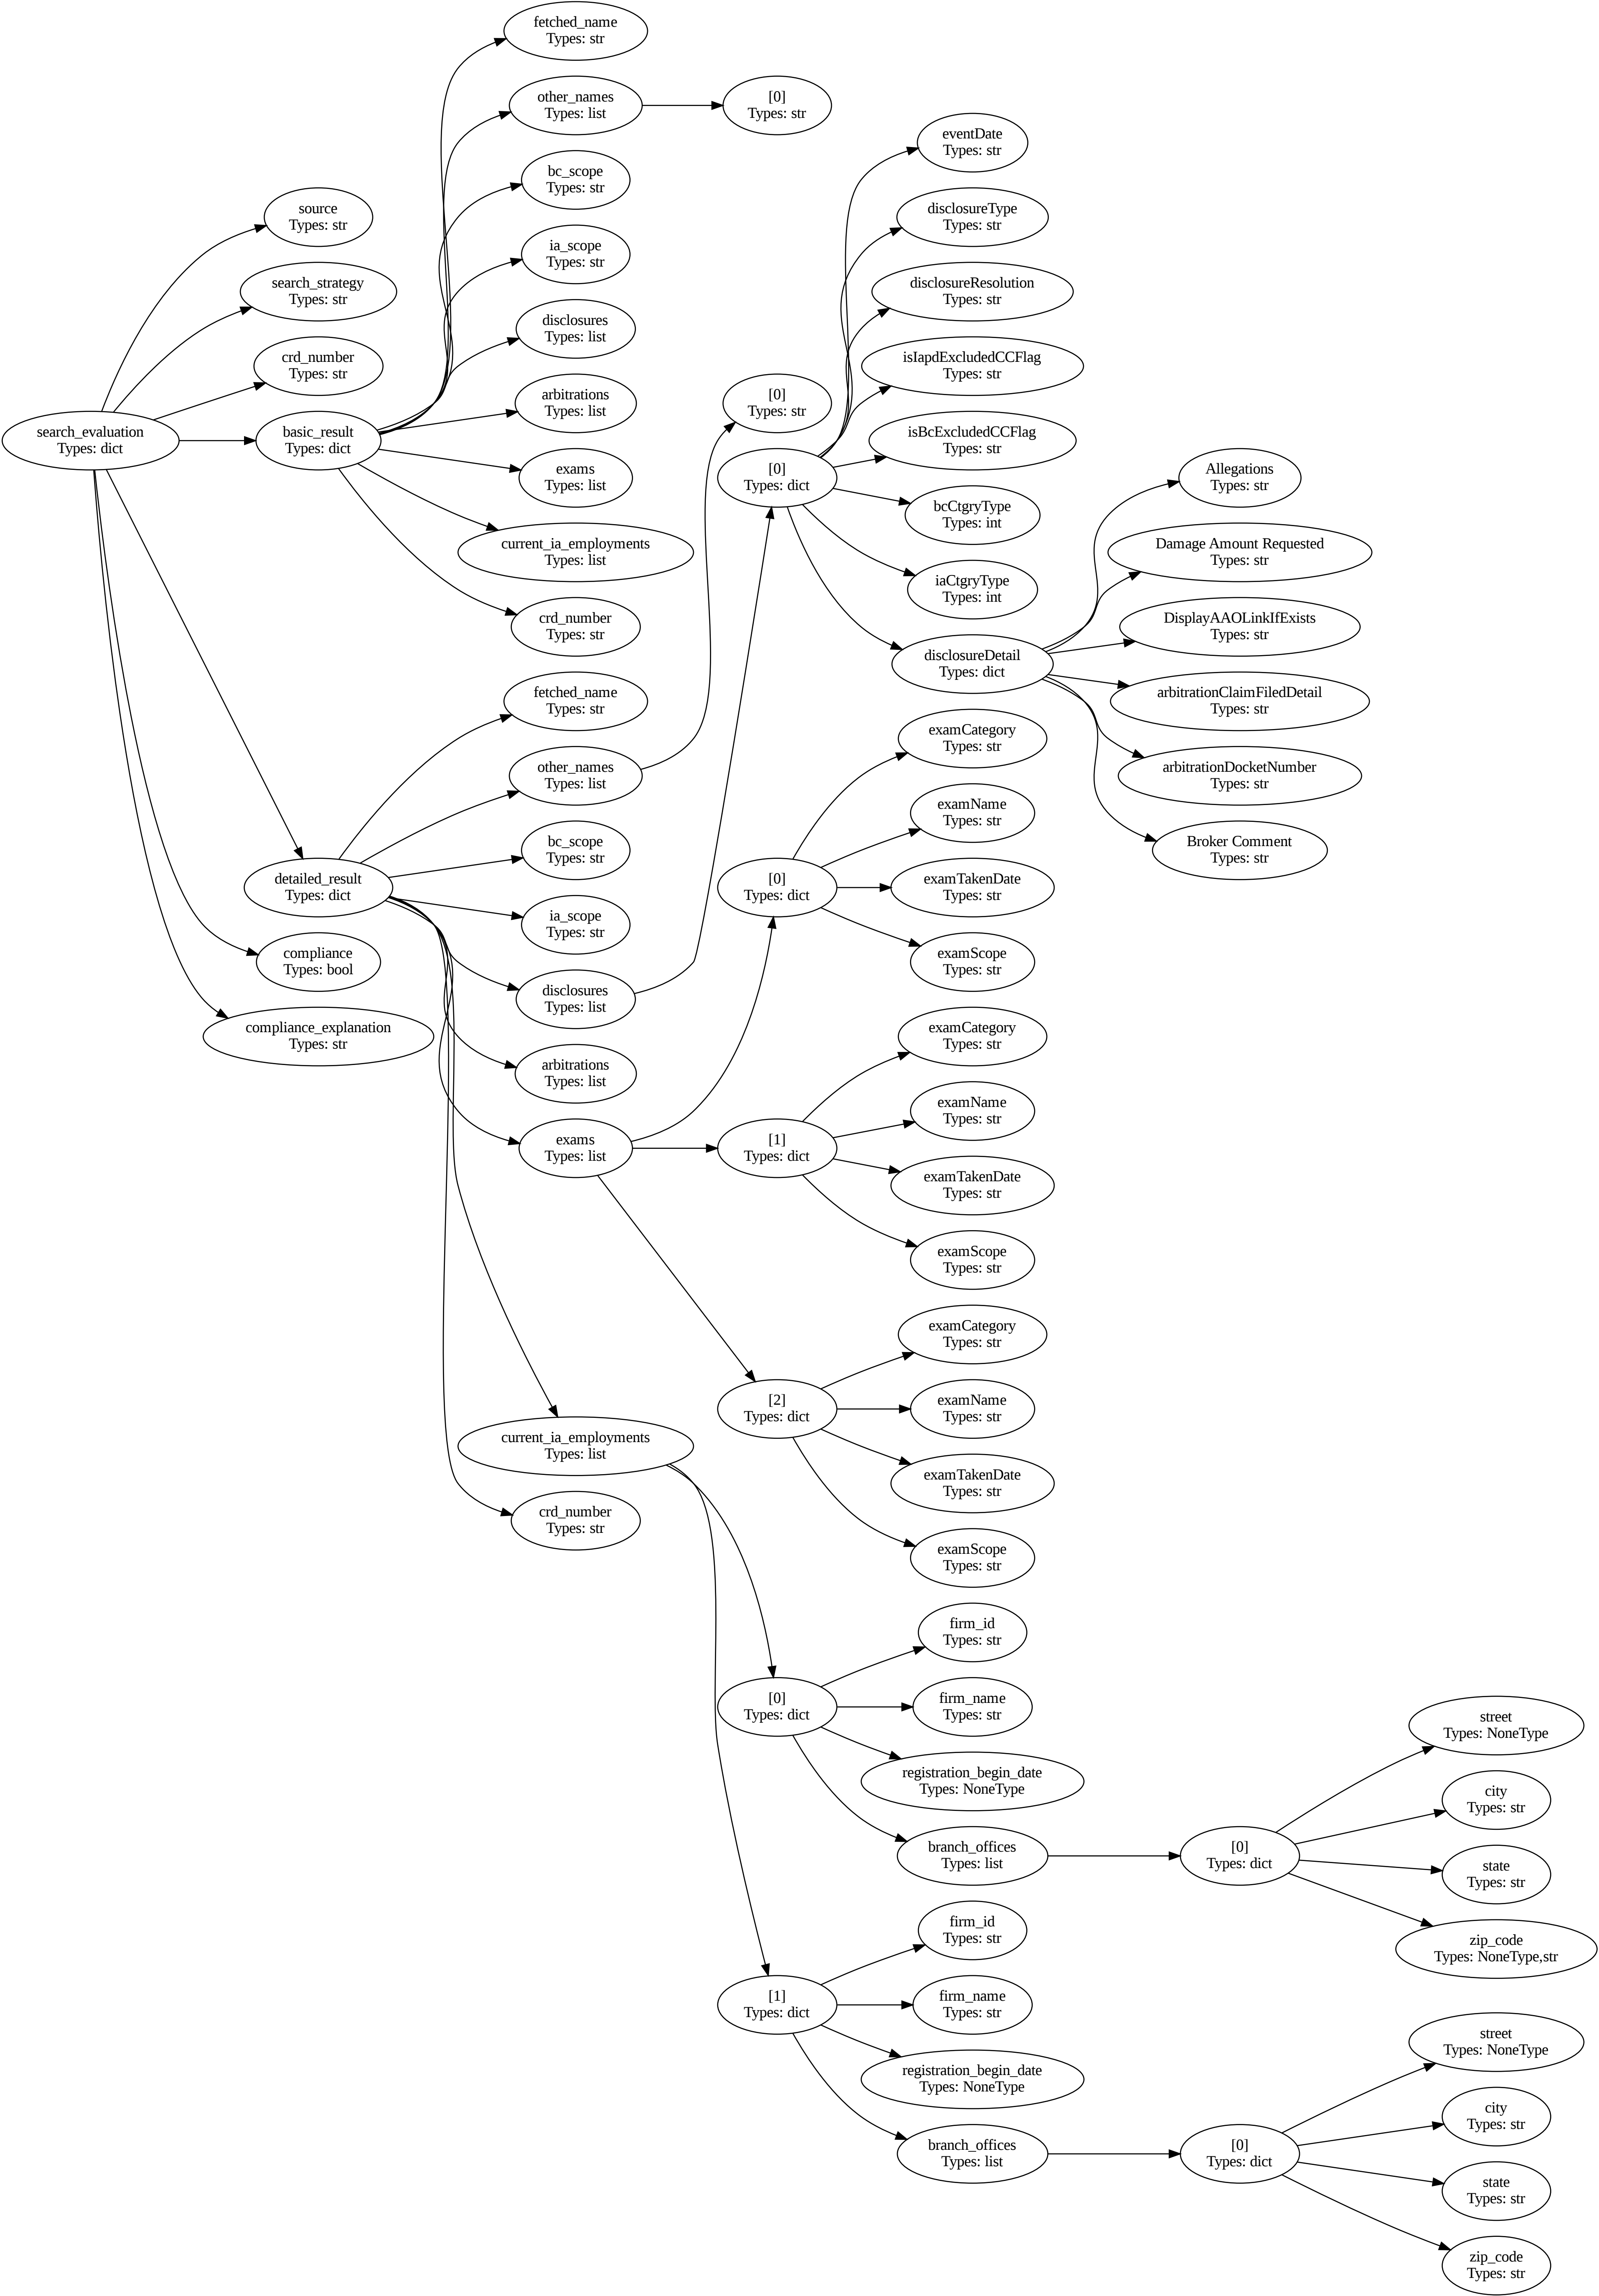 search_evaluation
Types: dict
source
Types: str
search_strategy
Types: str
crd_number
Types: str
basic_result
Types: dict
detailed_result
Types: dict
compliance
Types: bool
compliance_explanation
Types: str
fetched_name
Types: str
other_names
Types: list
bc_scope
Types: str
ia_scope
Types: str
disclosures
Types: list
arbitrations
Types: list
exams
Types: list
current_ia_employments
Types: list
crd_number
Types: str
fetched_name
Types: str
other_names
Types: list
bc_scope
Types: str
ia_scope
Types: str
disclosures
Types: list
arbitrations
Types: list
exams
Types: list
current_ia_employments
Types: list
crd_number
Types: str
[0]
Types: str
[0]
Types: str
[0]
Types: dict
[0]
Types: dict
[1]
Types: dict
[2]
Types: dict
[0]
Types: dict
[1]
Types: dict
eventDate
Types: str
disclosureType
Types: str
disclosureResolution
Types: str
isIapdExcludedCCFlag
Types: str
isBcExcludedCCFlag
Types: str
bcCtgryType
Types: int
iaCtgryType
Types: int
disclosureDetail
Types: dict
examCategory
Types: str
examName
Types: str
examTakenDate
Types: str
examScope
Types: str
examCategory
Types: str
examName
Types: str
examTakenDate
Types: str
examScope
Types: str
examCategory
Types: str
examName
Types: str
examTakenDate
Types: str
examScope
Types: str
firm_id
Types: str
firm_name
Types: str
registration_begin_date
Types: NoneType
branch_offices
Types: list
firm_id
Types: str
firm_name
Types: str
registration_begin_date
Types: NoneType
branch_offices
Types: list
Allegations
Types: str
Damage Amount Requested
Types: str
DisplayAAOLinkIfExists
Types: str
arbitrationClaimFiledDetail
Types: str
arbitrationDocketNumber
Types: str
Broker Comment
Types: str
[0]
Types: dict
[0]
Types: dict
street
Types: NoneType
city
Types: str
state
Types: str
zip_code
Types: NoneType,str
street
Types: NoneType
city
Types: str
state
Types: str
zip_code
Types: str